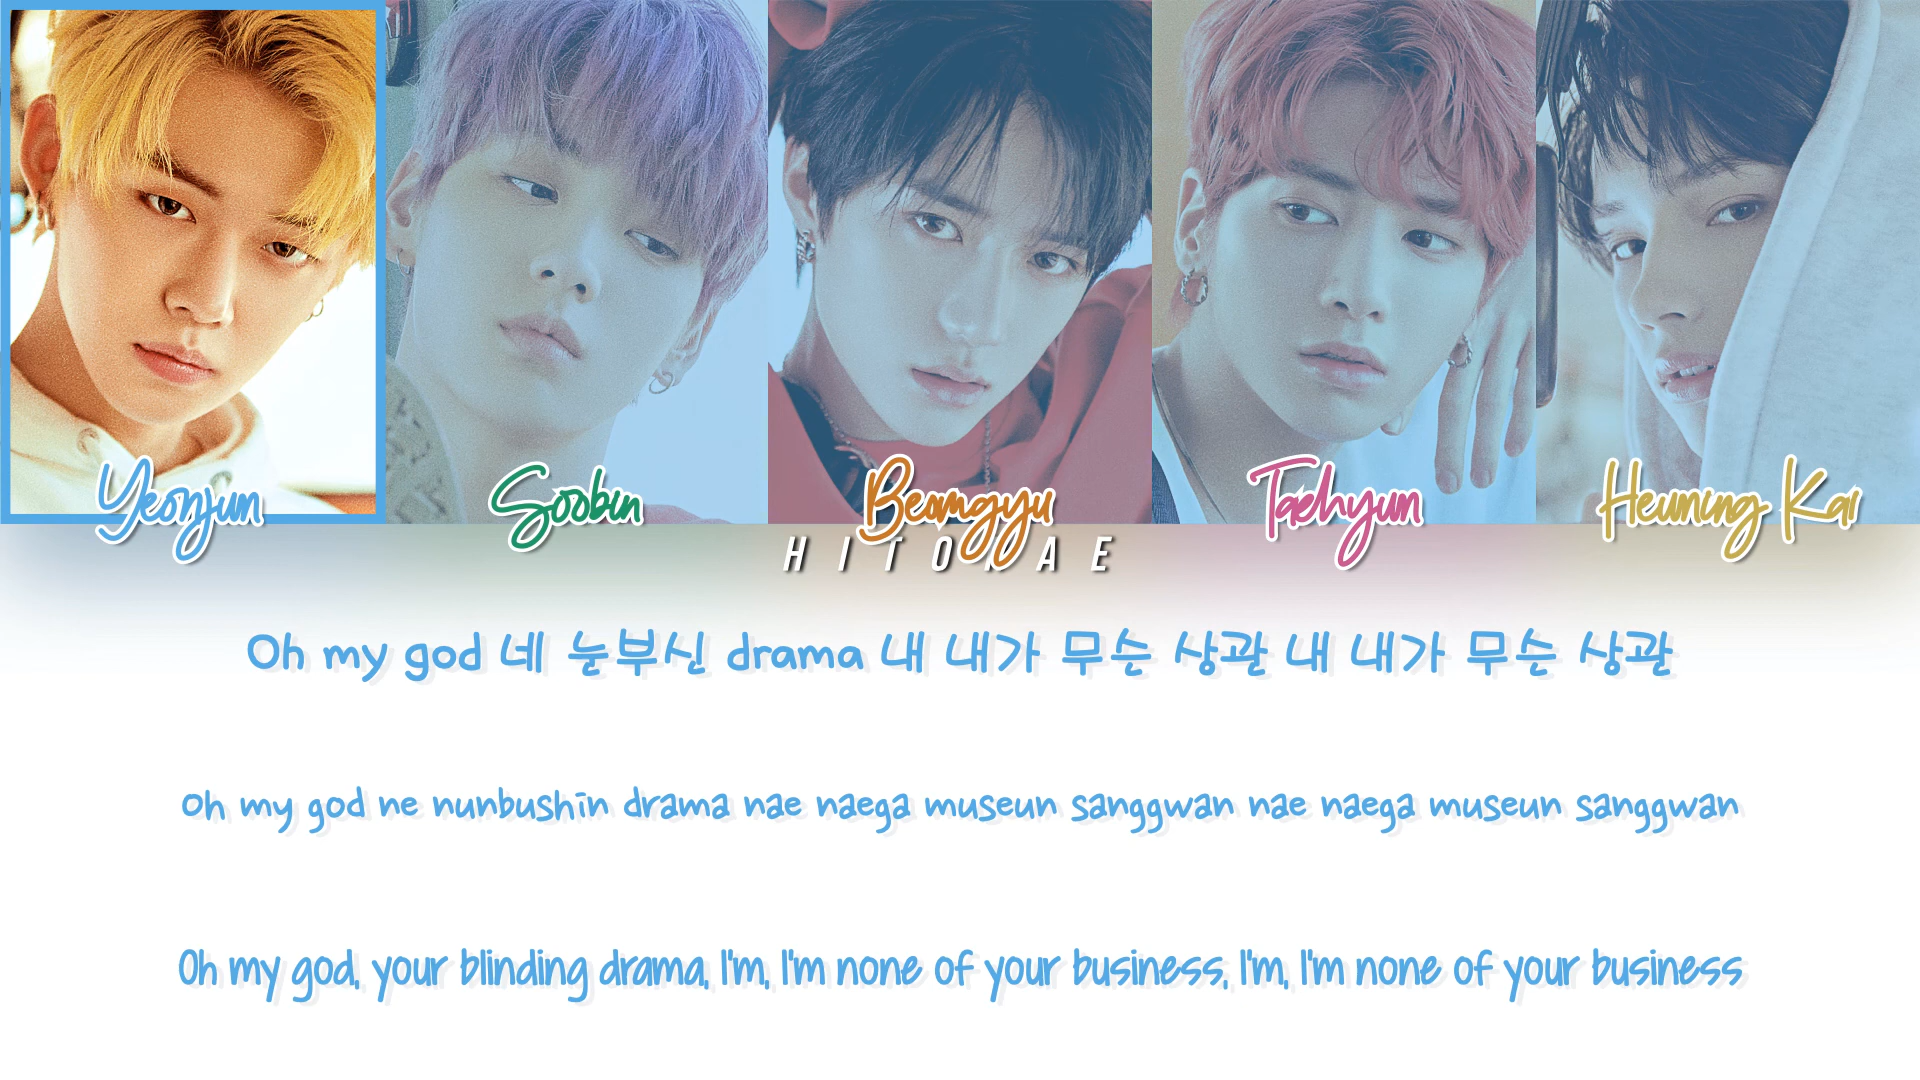 Yeonjun Soobin Beomgyu Taehyun Heuning Kai
Oh my god 네 눈부신 drama 내 내가 무슨 상관 내 내가 무슨 상관
Oh my god ne nunbushin drama nae naega museun sanggwan nae naega museun sanggwan
Oh my god, your blinding drama, I'm, I'm none of your business, I'm, I'm none of your business